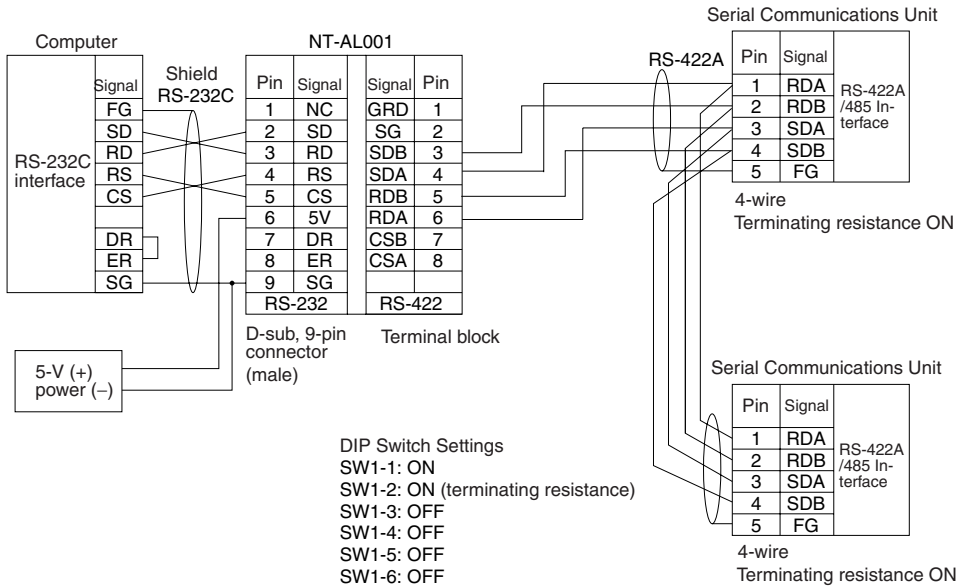 Serial Communications Unit
Computer
NT-AL001
RS-422A
Shield
RS-232C
Signal
FG
SD
RD
RS
CS
DR
ER
SG
RS-232C
interface
Pin Signal Signal Pin
1 NC GRD 1
2 SD SG 2
3 RD SDB 3
4 RS SDA 4
5 CS RDB 5
6 5V RDA 6
7 DR CSB 7
8 ER CSA 8
9 SG
RS-232 RS-422
D-sub, 9-pin
connector
(male)
Terminal block
Pin Signal
1 RDA
2 RDB
3 SDA
4 SDB
5 FG
RS-422A
/485 In-
terface
4-wire
Terminating resistance ON
5-V (+)
power (–)
Serial Communications Unit
Pin Signal
1 RDA
2 RDB
3 SDA
4 SDB
5 FG
RS-422A
/485 In-
terface
4-wire
Terminating resistance ON
DIP Switch Settings
SW1-1: ON
SW1-2: ON (terminating resistance)
SW1-3: OFF
SW1-4: OFF
SW1-5: OFF
SW1-6: OFF